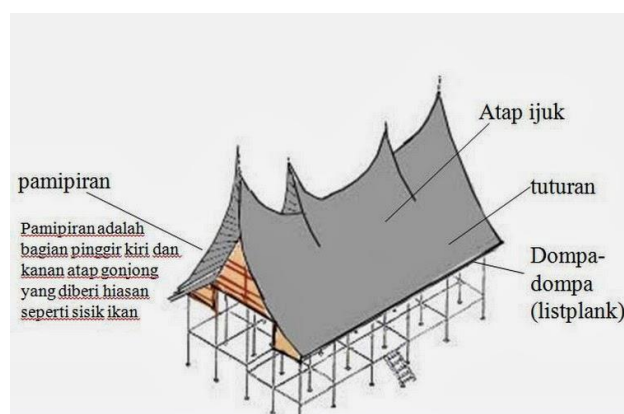 Atap ijuk
pamipiran
tuturan
Pamipiran adalah
bagian pinggir kiri dan
kanan atap gonjong
yang diberi hiasan
seperti sisik ikan
Dompa-
dompa
(listplank)